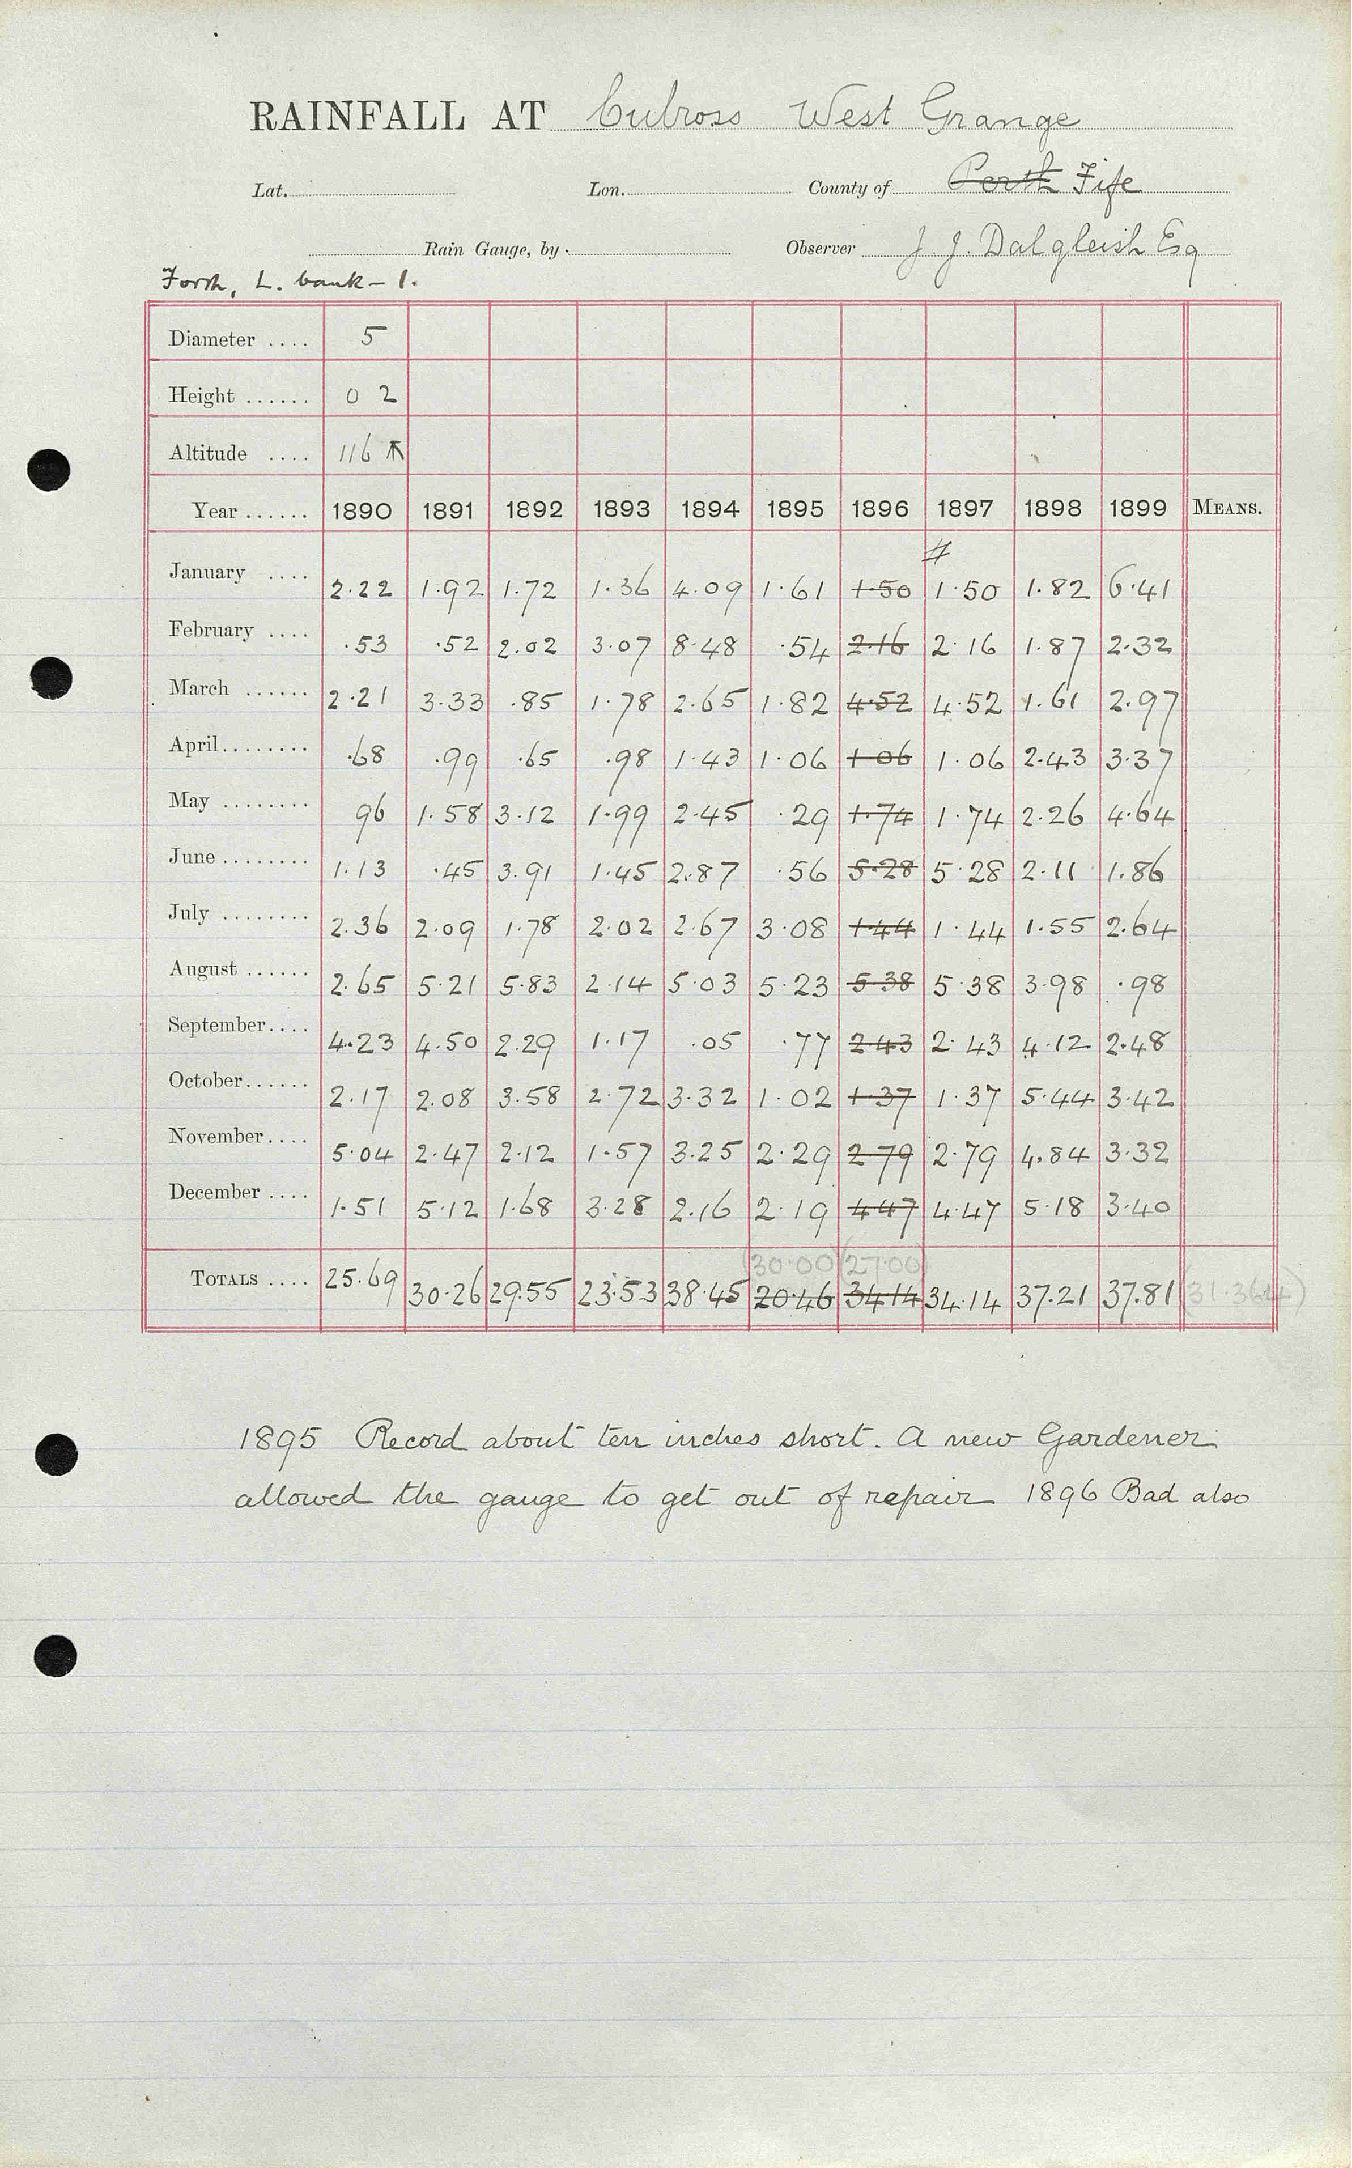 RAINFALL AT Culross West Grange
Lat. Lon. County of Perth Fife
Rain Gauge, by Observer J. J. Dalgleish Esq
Forth, L. bank - 1.
Diameter .... 5
Height ...... 0 2
Altitude .... 116
Year ...... 1890 1891 1892 1893 1894 1895 1896 1897 1898 1899 MEANS.
#
January .... 2.22 1.92 1.72 1.36 4.09 1.61 1.50 1.50 1.82 6.41
February .... .53 .52 2.02 3.07 8.48 .54 2.16 2.16 1.87 2.32
March ...... 2.21 3.33 .85 1.78 2.65 1.82 4.52 4.52 1.61 2.97
April........ .68 .99 .65 .98 1.43 1.06 1.06 1.06 2.43 3.37
May ........ 96 1.58 3.12 1.99 2.45 .29 1.74 1.74 2.26 4.64
June ........ 1.13 .45 3.91 1.45 2.87 .56 5.28 5.28 2.11 1.86
July ........ 2.36 2.09 1.78 2.02 2.67 3.08 1.44 1.44 1.55 2.64
August ...... 2.65 5.21 5.83 2.14 5.03 5.23 5.38 5.38 3.98 .98
September.... 4.23 4.50 2.29 1.17 .05 .77 2.43 2.43 4.12 2.48
October...... 2.17 2.08 3.58 2.72 3.32 1.02 1.37 1.37 5.44 3.42
November.... 5.04 2.47 2.12 1.57 3.25 2.29 2.79 2.79 4.84 3.32
December .... 1.51 5.12 1.68 3.28 2.16 2.19 4.47 4.47 5.18 3.40
(30.00) (27.00)
TOTALS .... 25.69 30.26 29.55 23.53 38.45 20.46 34.14 34.14 37.21 37.81 (31.364)
1895 Record about ten inches short. A new Gardener
allowed the gauge to get out of repair 1896 Bad also